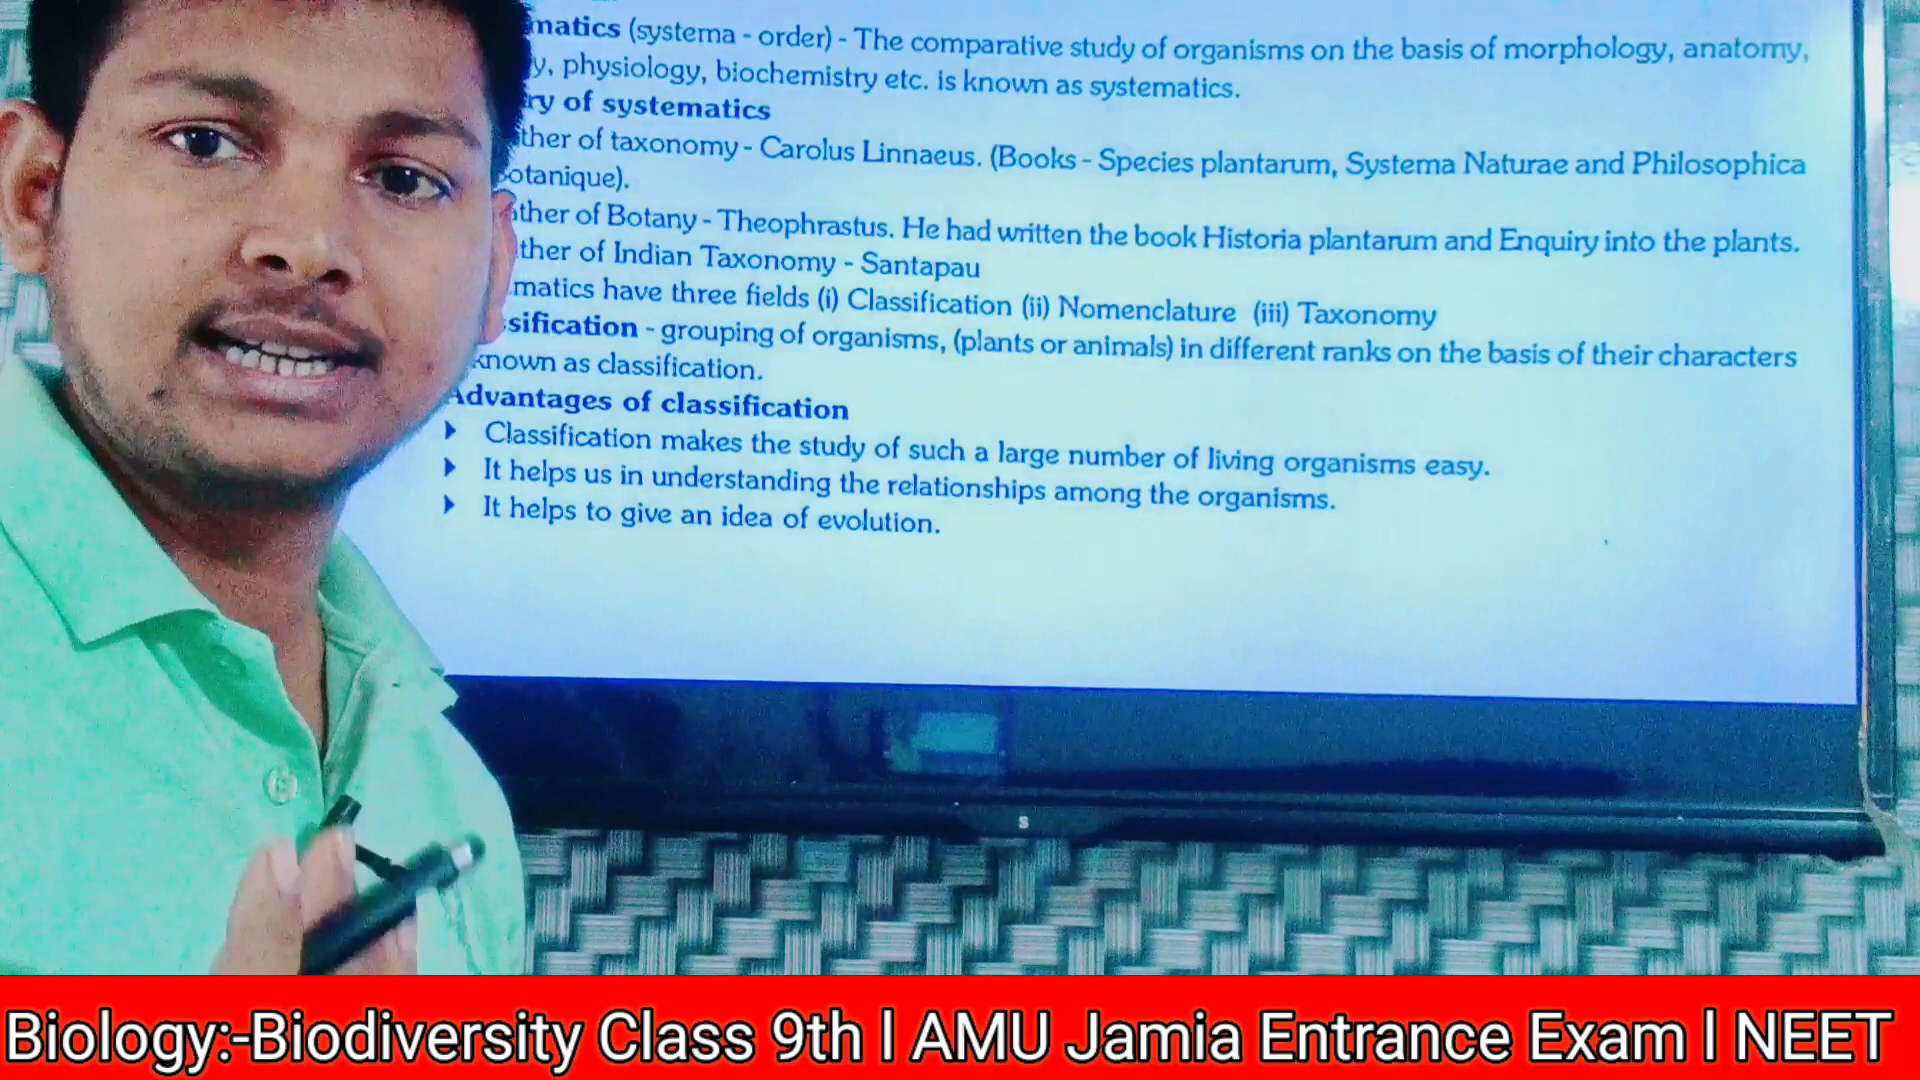 matics (systema - order) - The comparative study of organisms on the basis of morphology, anatomy,
y, physiology, biochemistry etc. is known as systematics.
ry of systematics
ther of taxonomy - Carolus Linnaeus. (Books - Species plantarum, Systema Naturae and Philosophica
otanique).
ther of Botany - Theophrastus. He had written the book Historia plantarum and Enquiry into the plants.
ther of Indian Taxonomy - Santapau
matics have three fields (i) Classification (ii) Nomenclature (iii) Taxonomy
sification - grouping of organisms, (plants or animals) in different ranks on the basis of their characters
known as classification.
Advantages of classification
Classification makes the study of such a large number of living organisms easy.
It helps us in understanding the relationships among the organisms.
It helps to give an idea of evolution.
s
Biology:-Biodiversity Class 9th l AMU Jamia Entrance Exam l NEET